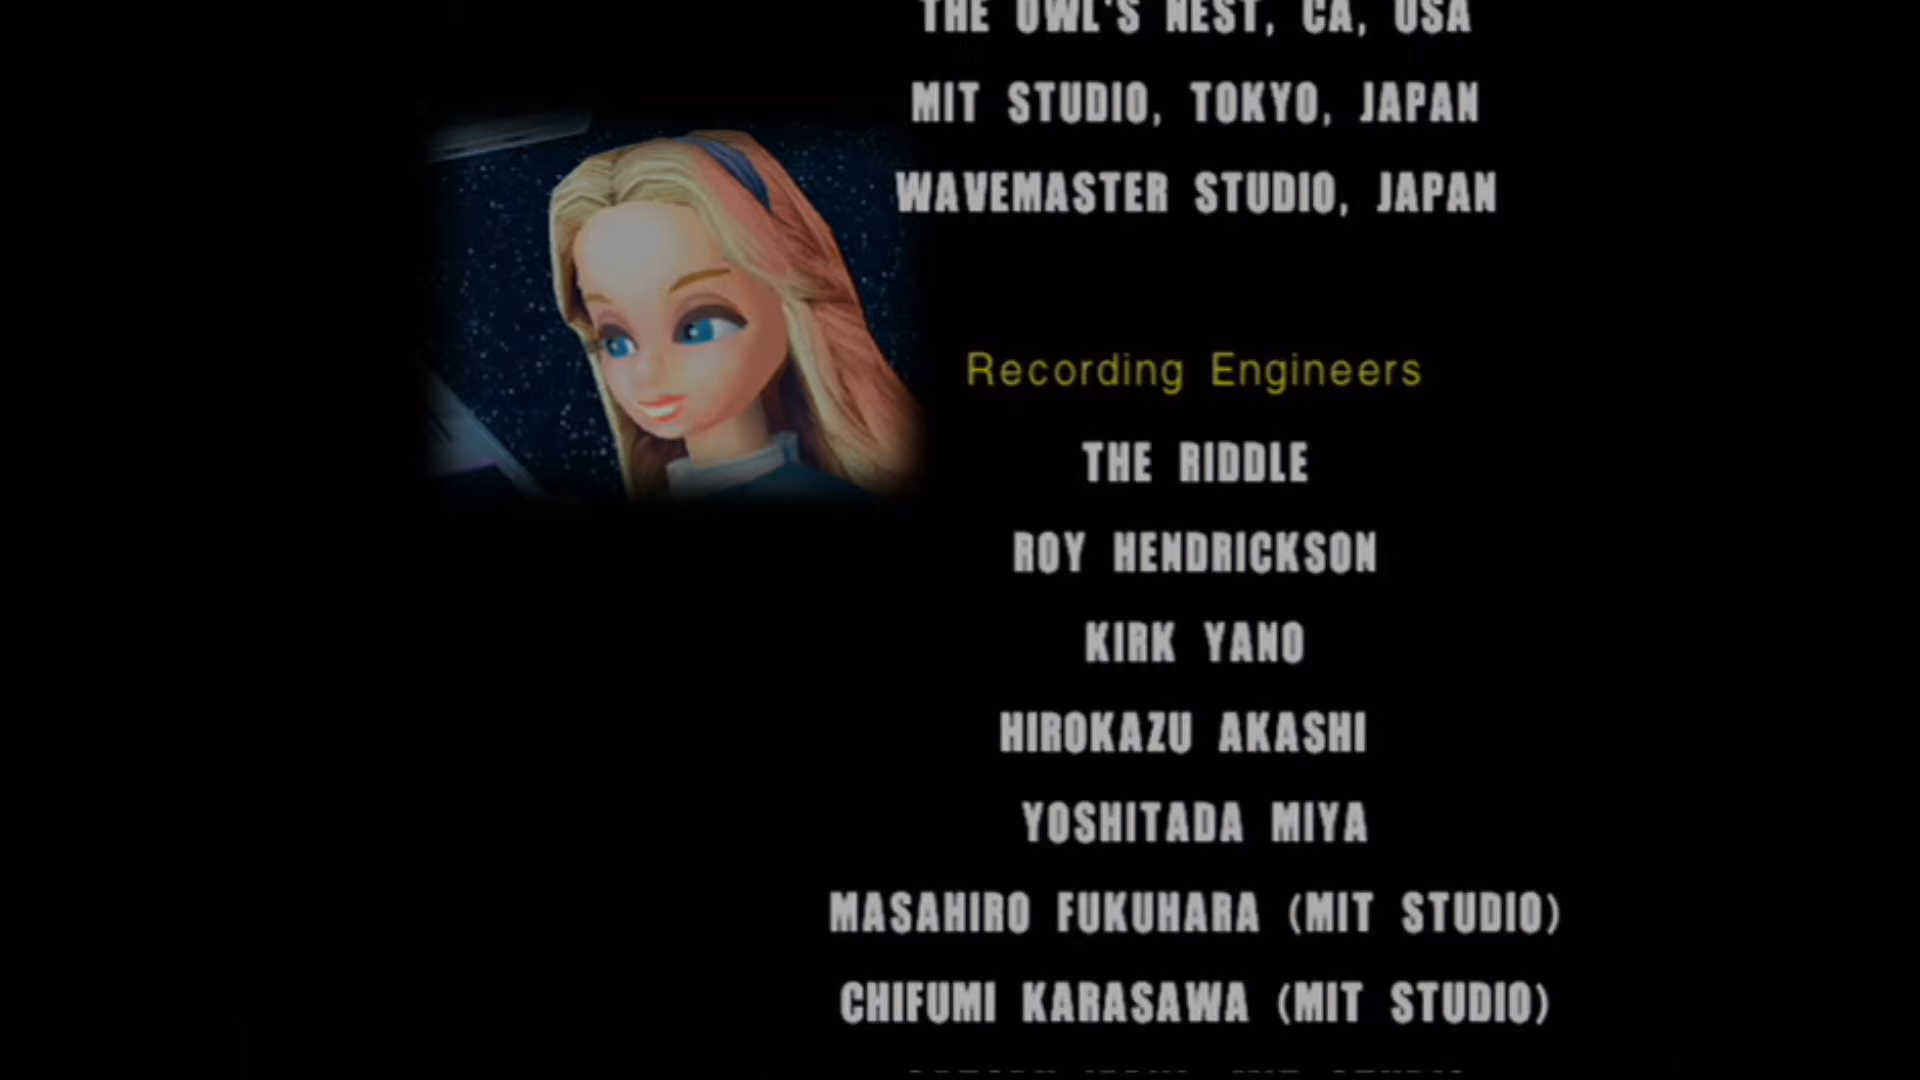 THE OWL'S NEST, CA, USA
MIT STUDIO, TOKYO, JAPAN
WAVEMASTER STUDIO, JAPAN
Recording Engineers
THE RIDDLE
ROY HENDRICKSON
KIRK YANO
HIROKAZU AKASHI
YOSHITADA MIYA
MASAHIRO FUKUHARA (MIT STUDIO)
CHIFUMI KARASAWA (MIT STUDIO)